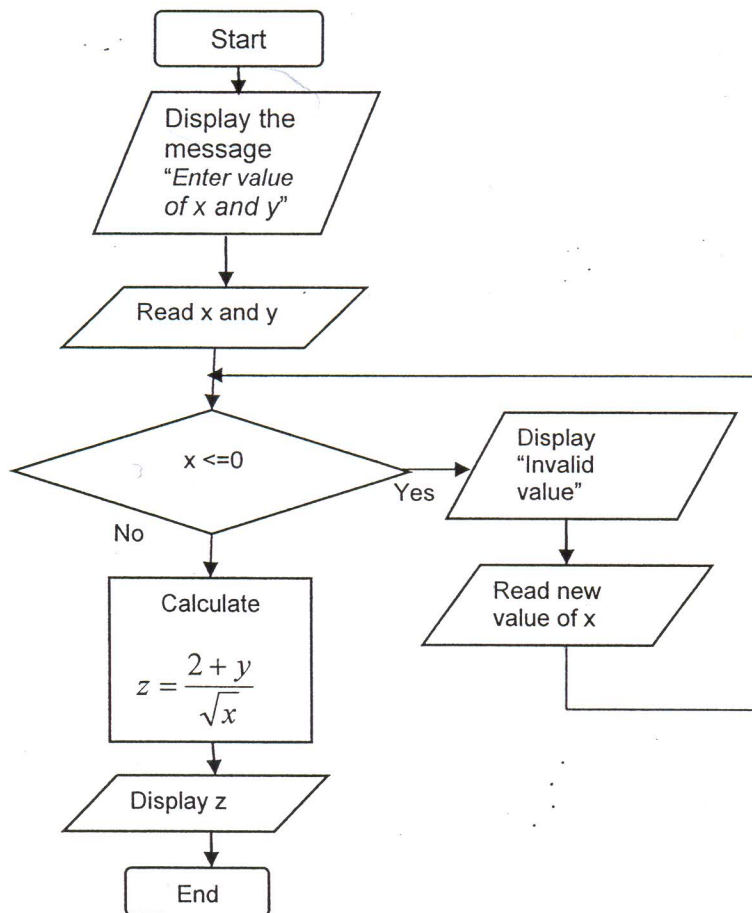 Start
Display the
message
“Enter value
of x and y”
Read x and y
x <=0
Yes
Display
“Invalid
value”
No
Read new
value of x
Calculate
z = (2 + y) / √x
Display z
End